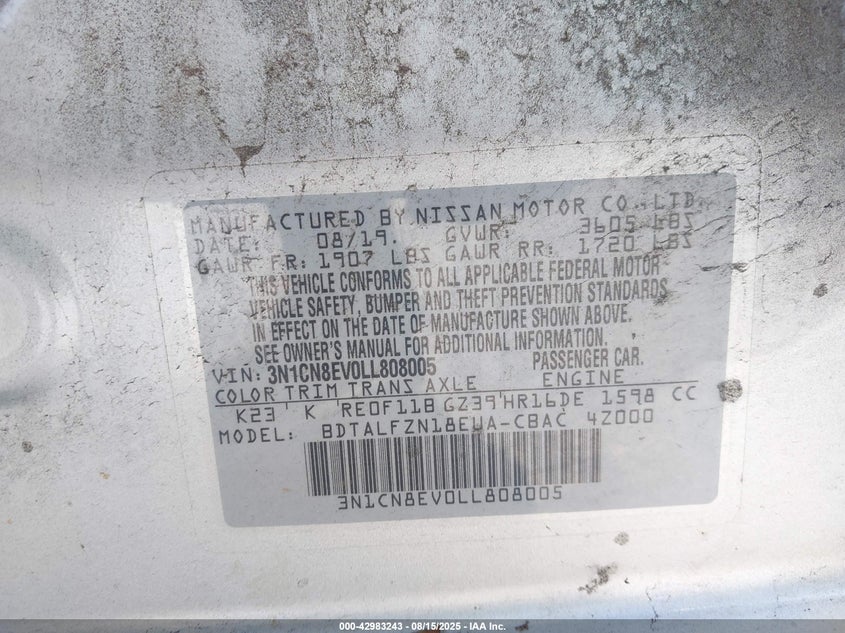 MANUFACTURED BY NISSAN MOTOR CO.,LTD.
DATE: 08/19. GVWR: 3605 LBS
GAWR FR: 1907 LBS GAWR RR: 1720 LBS
THIS VEHICLE CONFORMS TO ALL APPLICABLE FEDERAL MOTOR
VEHICLE SAFETY, BUMPER AND THEFT PREVENTION STANDARDS
IN EFFECT ON THE DATE OF MANUFACTURE SHOWN ABOVE.
SEE OWNER'S MANUAL FOR ADDITIONAL INFORMATION.
VIN: 3N1CN8EV0LL808005 PASSENGER CAR.
COLOR TRIM TRANS AXLE ENGINE
K23 K RE0F11B GZ39 HR16DE 1598 CC
MODEL: BDTALFZN18EUA-CBAC 4Z000
3N1CN8EV0LL808005
000-42983243 - 08/15/2025 - IAA Inc.